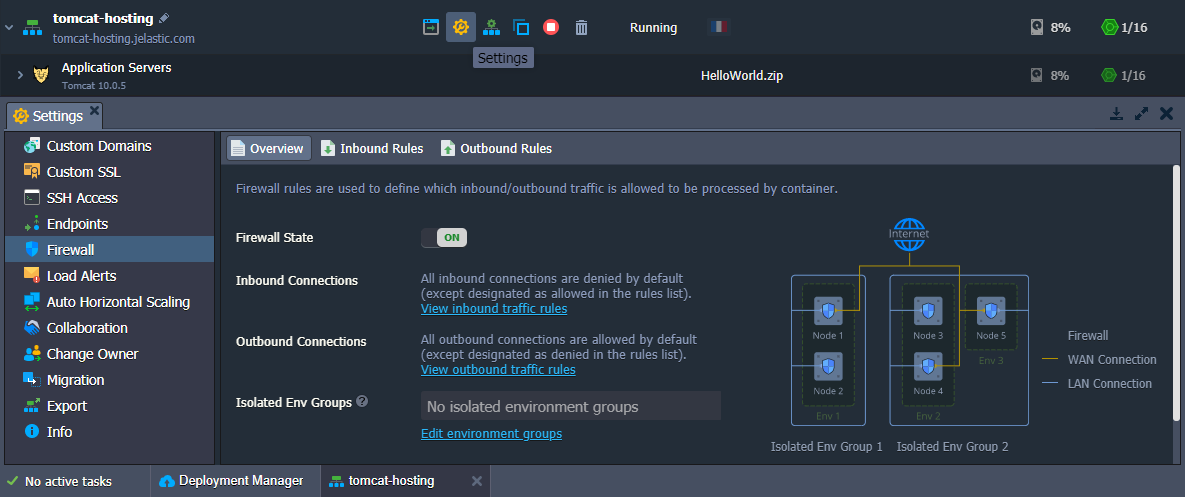 tomcat-hosting
tomcat-hosting.jelastic.com
Running
8%
1/16
Settings
Application Servers
Tomcat 10.0.5
HelloWorld.zip
8%
1/16
Settings
Custom Domains
Custom SSL
SSH Access
Endpoints
Firewall
Load Alerts
Auto Horizontal Scaling
Collaboration
Change Owner
Migration
Export
Info
Overview
Inbound Rules
Outbound Rules
Firewall rules are used to define which inbound/outbound traffic is allowed to be processed by container.
Firewall State
ON
Inbound Connections
All inbound connections are denied by default
(except designated as allowed in the rules list).
View inbound traffic rules
Outbound Connections
All outbound connections are allowed by default
(except designated as denied in the rules list).
View outbound traffic rules
Isolated Env Groups ?
No isolated environment groups
Edit environment groups
Internet
Node 1
Node 3
Node 5
Env 3
Node 2
Node 4
Env 1
Env 2
Isolated Env Group 1
Isolated Env Group 2
Firewall
WAN Connection
LAN Connection
No active tasks
Deployment Manager
tomcat-hosting